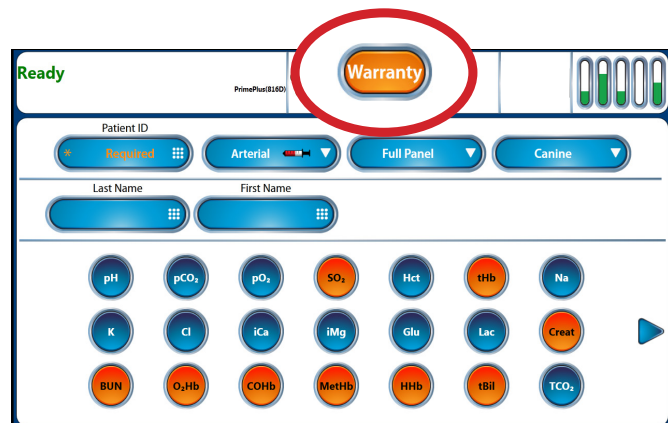 Ready
PrimePlus(816D)
Warranty
Patient ID
* Required
Arterial
Full Panel
Canine
Last Name
First Name
pH pCO₂ pO₂ SO₂ Hct tHb Na
K Cl iCa iMg Glu Lac Creat
BUN O₂Hb COHb MetHb HHb tBil TCO₂